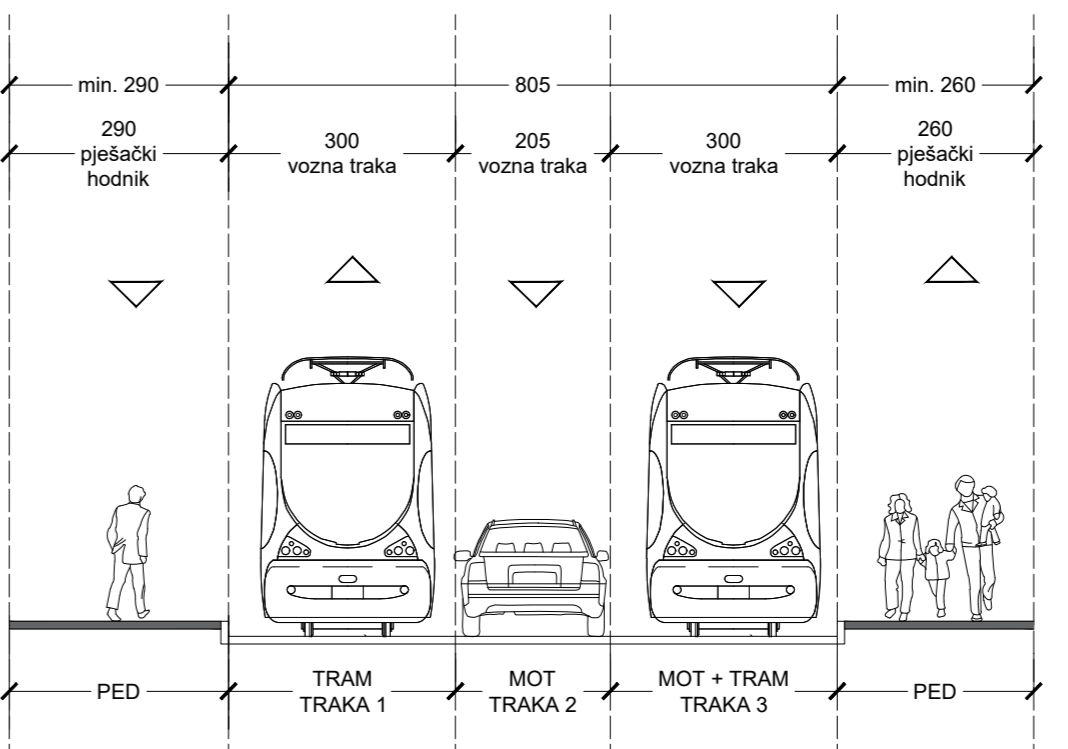 min. 290
805
min. 260
290
pješački
hodnik
300
vozna traka
205
vozna traka
300
vozna traka
260
pješački
hodnik
PED
TRAM
TRAKA 1
MOT
TRAKA 2
MOT + TRAM
TRAKA 3
PED